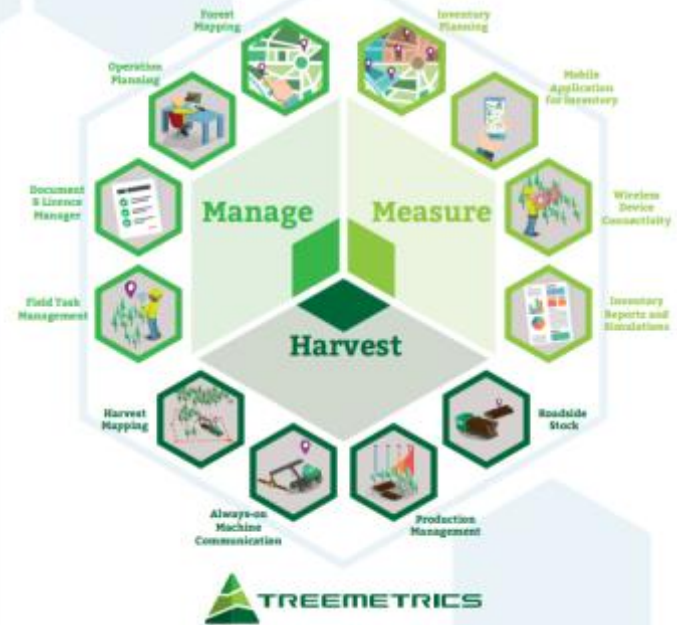 Forest
Mapping
Inventory
Planning
Operation
Planning
Mobile
Application
for Inventory
Document
& Licence
Manager
Manage
Measure
Wireless
Device
Connectivity
Field Task
Management
Inventory
Reports and
Simulations
Harvest
Harvest
Mapping
Roadside
Stock
Always-on
Machine
Communication
Production
Management
TREEMETRICS